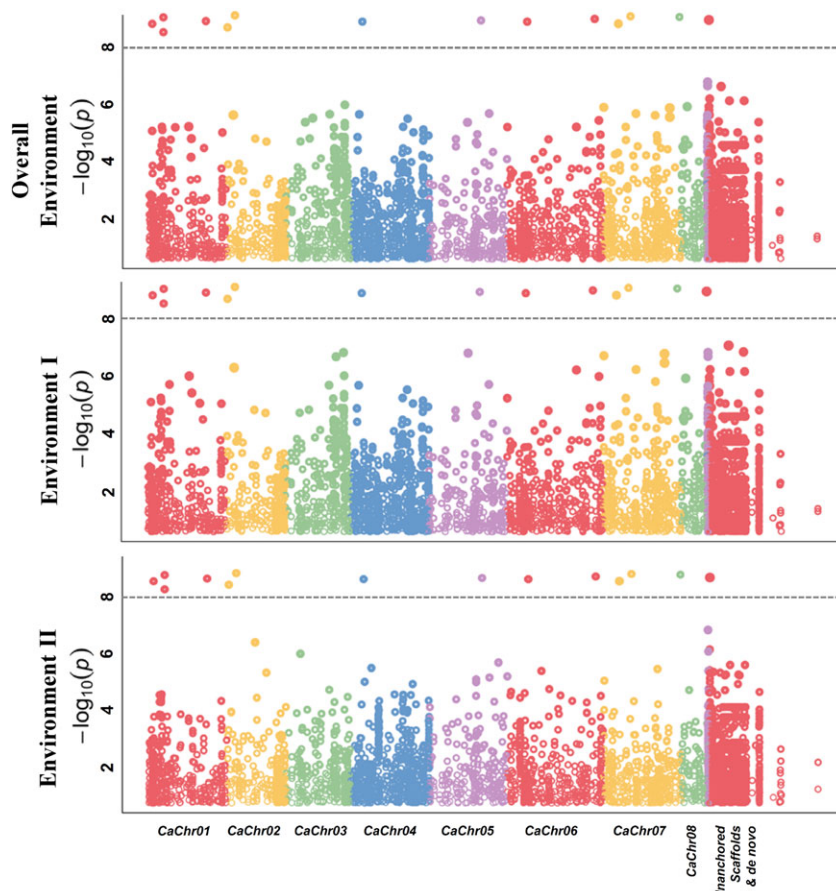 Overall
Environment
−log₁₀(p)
8
6
4
2
Environment I
−log₁₀(p)
8
6
4
2
Environment II
−log₁₀(p)
8
6
4
2
CaChr01 CaChr02 CaChr03 CaChr04 CaChr05 CaChr06 CaChr07 CaChr08
Scaffolds
& de novo